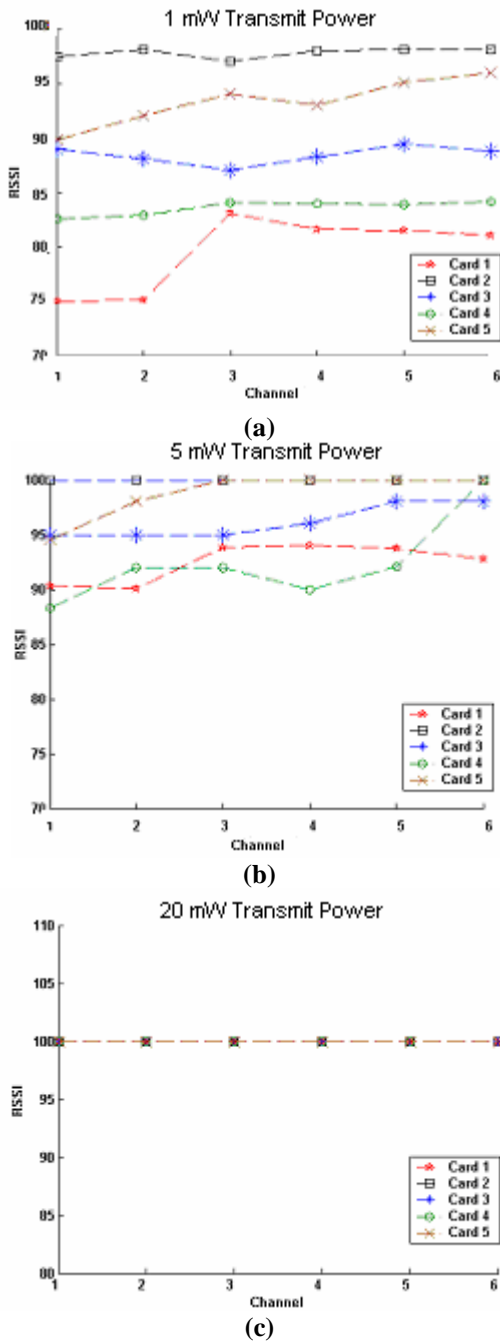 1 mW Transmit Power
100
95
90
85
80
75
70
RSSI
1 2 3 4 5 6
Channel
Card 1
Card 2
Card 3
Card 4
Card 5
(a)
5 mW Transmit Power
100
95
90
85
80
75
70
RSSI
1 2 3 4 5 6
Channel
Card 1
Card 2
Card 3
Card 4
Card 5
(b)
20 mW Transmit Power
110
105
100
95
90
85
80
RSSI
1 2 3 4 5 6
Channel
Card 1
Card 2
Card 3
Card 4
Card 5
(c)